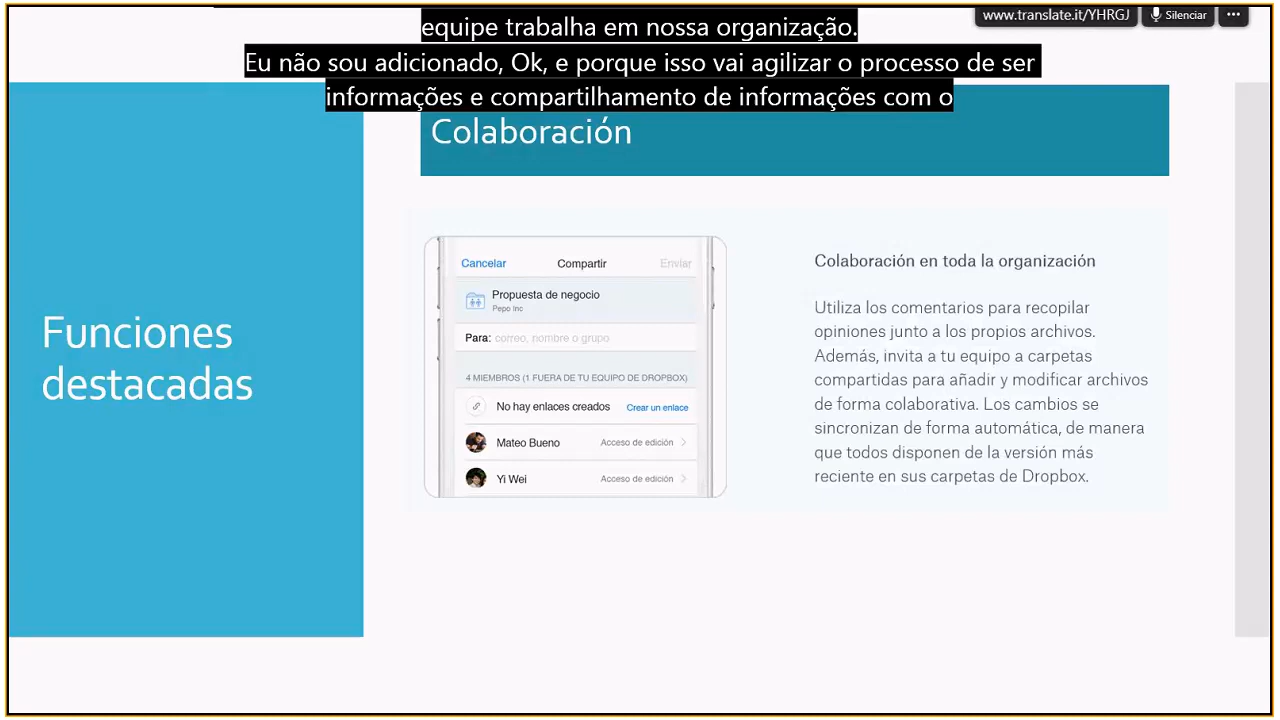 equipe trabalha em nossa organização.
Eu não sou adicionado, Ok, e porque isso vai agilizar o processo de ser
informações e compartilhamento de informações com o
www.translate.it/YHRGJ
Silenciar
Colaboración
Funciones
destacadas
Cancelar Compartir Enviar
Propuesta de negocio
Pepo Inc
Para: correo, nombre o grupo
4 MIEMBROS (1 FUERA DE TU EQUIPO DE DROPBOX)
No hay enlaces creados Crear un enlace
Mateo Bueno Acceso de edición
Yi Wei Acceso de edición
Colaboración en toda la organización
Utiliza los comentarios para recopilar
opiniones junto a los propios archivos.
Además, invita a tu equipo a carpetas
compartidas para añadir y modificar archivos
de forma colaborativa. Los cambios se
sincronizan de forma automática, de manera
que todos disponen de la versión más
reciente en sus carpetas de Dropbox.